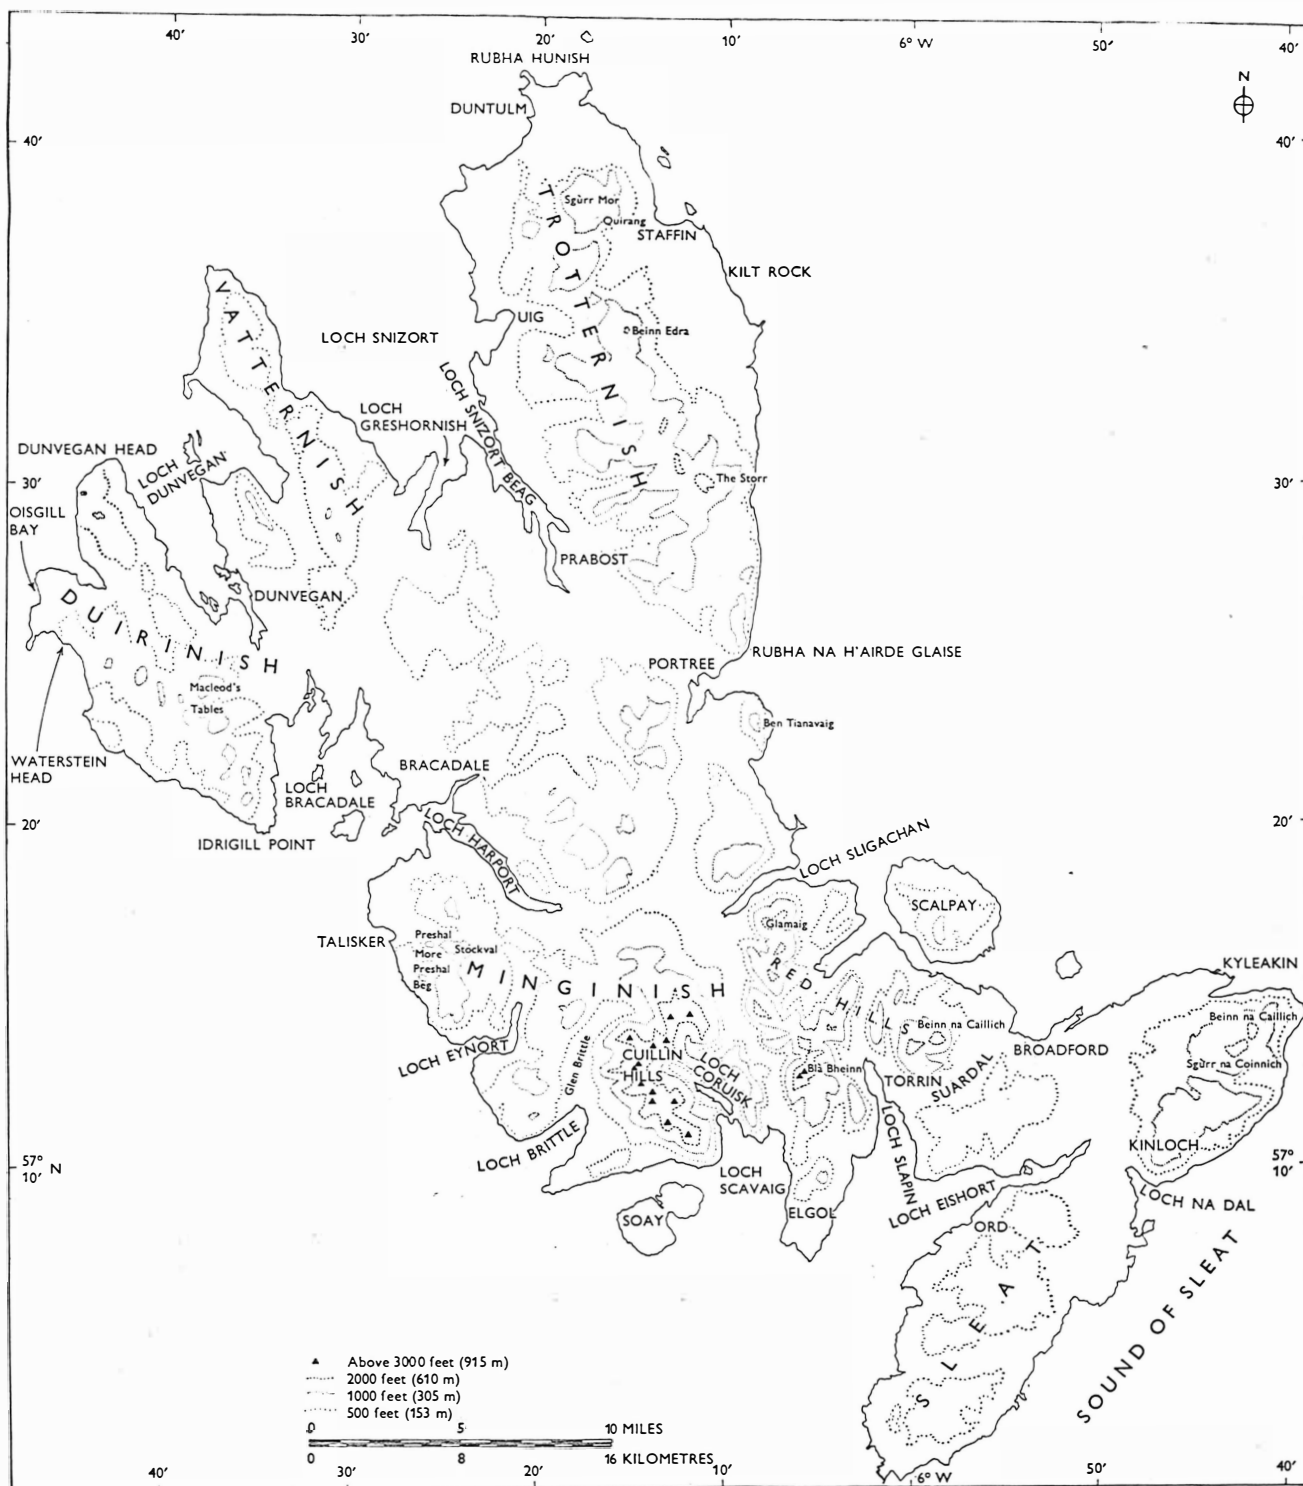 40′ 30′ 20′ 10′ 6° W 50′ 40′
RUBHA HUNISH
N
DUNTULM
40′ 40′
TROTTERNISH
Sgùrr Mor
Quirang
STAFFIN
KILT ROCK
VATTERNISH
UIG
Beinn Edra
LOCH SNIZORT
LOCH SNIZORT BEAG
LOCH
GRESHORNISH
DUNVEGAN HEAD
LOCH
DUNVEGAN
30′ 30′
The Storr
OISGILL
BAY
PRABOST
DUNVEGAN
DUIRINISH
RUBHA NA H'AIRDE GLAISE
PORTREE
Macleod's
Tables
Ben Tianavaig
WATERSTEIN
HEAD
BRACADALE
LOCH
BRACADALE
20′ 20′
LOCH HARPORT
IDRIGILL POINT
LOCH SLIGACHAN
SCALPAY
Glamaig
TALISKER
Preshal
More
Stockval
Preshal
Beg
MINGINISH
RED HILLS
KYLEAKIN
Beinn na Caillich
Beinn na Caillich
LOCH EYNORT
Glen Brittle
CUILLIN
HILLS
LOCH
CORUISK
Blà Bheinn
TORRIN
SUARDAL
BROADFORD
Sgùrr na Coinnich
KINLOCH
LOCH BRITTLE
57°
10′ N
57°
10′
LOCH
SCAVAIG
LOCH SLAPIN
LOCH EISHORT
LOCH NA DAL
SOAY
ELGOL
ORD
SLEAT
SOUND OF SLEAT
▲ Above 3000 feet (915 m)
2000 feet (610 m)
1000 feet (305 m)
500 feet (153 m)
0 5 10 MILES
0 8 16 KILOMETRES
40′ 30′ 20′ 10′ 6° W 50′ 40′